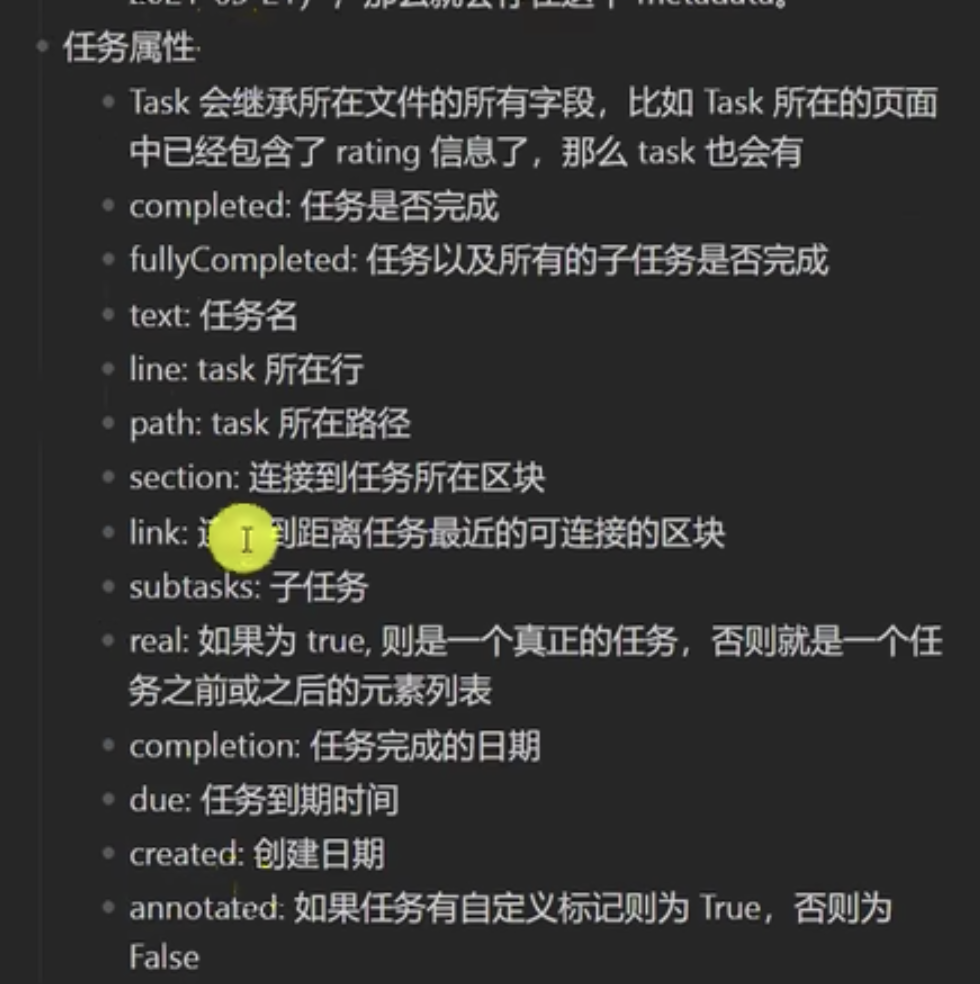 任务属性
Task 会继承所在文件的所有字段，比如 Task 所在的页面
中已经包含了 rating 信息了，那么 task 也会有
completed: 任务是否完成
fullyCompleted: 任务以及所有的子任务是否完成
text: 任务名
line: task 所在行
path: task 所在路径
section: 连接到任务所在区块
link: 到距离任务最近的可连接的区块
subtasks: 子任务
real: 如果为 true, 则是一个真正的任务，否则就是一个任
务之前或之后的元素列表
completion: 任务完成的日期
due: 任务到期时间
created: 创建日期
annotated: 如果任务有自定义标记则为 True，否则为
False